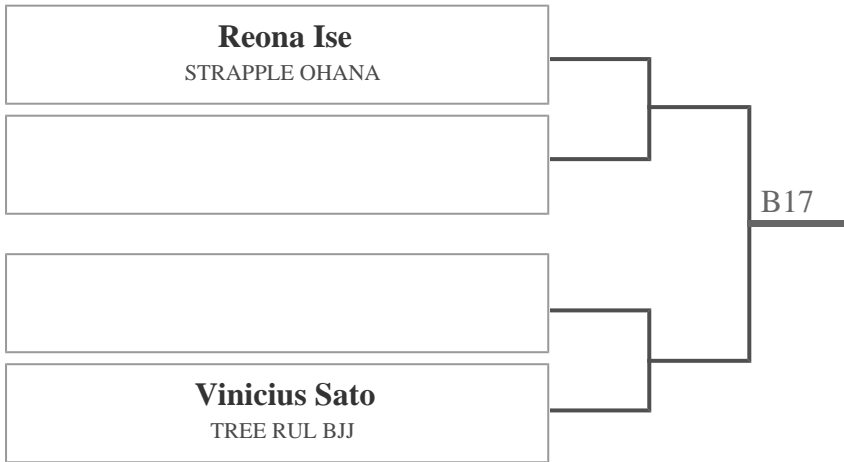 Reona Ise
STRAPPLE OHANA
B17
Vinicius Sato
TREE RUL BJJ